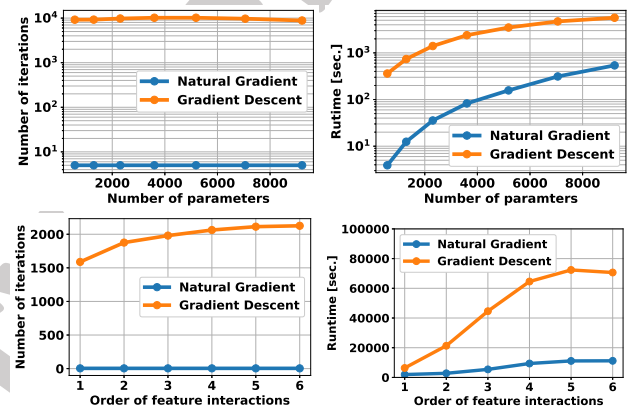 Number of iterations
10⁴
10³
10²
10¹
2000 4000 6000 8000
Number of paramters
Natural Gradient
Gradient Descent
Rutime [sec.]
10³
10²
10¹
2000 4000 6000 8000
Number of paramters
Natural Gradient
Gradient Descent
Number of iterations
2000
1500
1000
500
0
1 2 3 4 5 6
Order of feature interactions
Natural Gradient
Gradient Descent
Runtime [sec.]
100000
80000
60000
40000
20000
0
1 2 3 4 5 6
Order of feature interactions
Natural Gradient
Gradient Descent